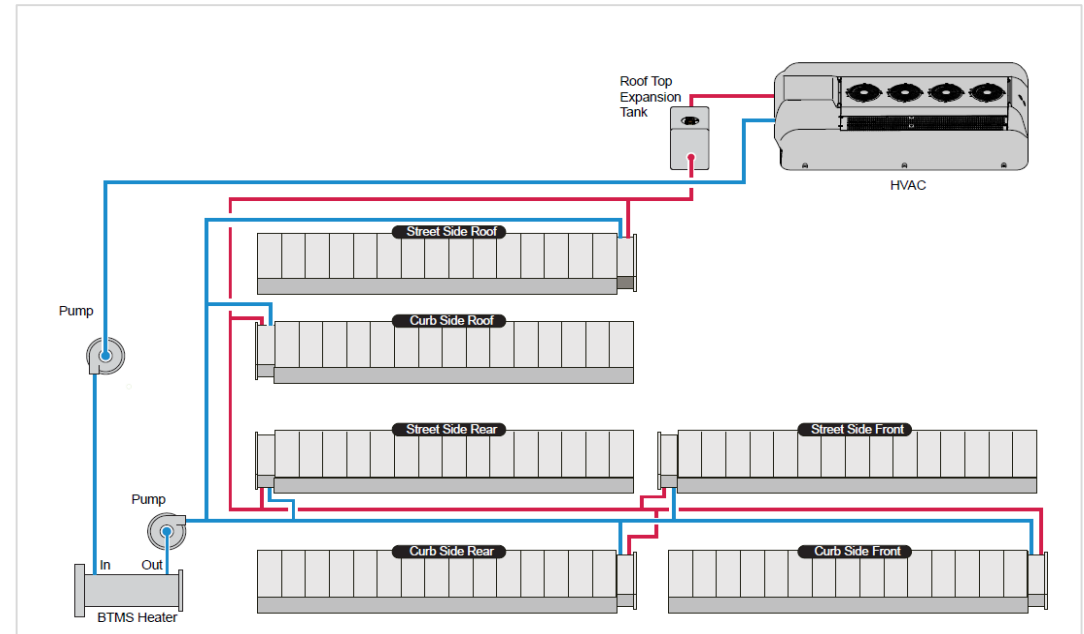 Roof Top
Expansion
Tank
HVAC
Street Side Roof
Pump
Curb Side Roof
Street Side Rear
Street Side Front
Pump
In
Out
Curb Side Rear
Curb Side Front
BTMS Heater